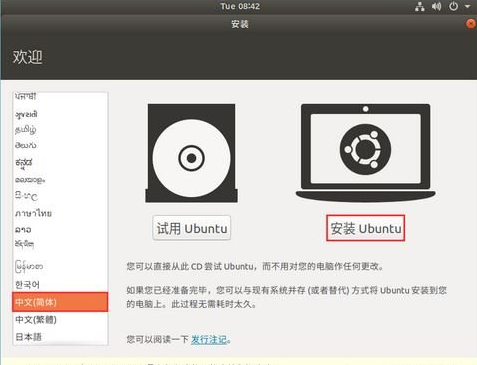 Tue 08:42
安装
欢迎
ਪੰਜਾਬੀ
ગુજરાતી
தமிழ்
తెలుగు
ಕನ್ನಡ
മലയാളം
සිංහල
ภาษาไทย
ລາວ
རྫོང་ཁ
မြန်မာစာ
한국어
中文(简体)
中文(繁體)
日本語
试用 Ubuntu
安装 Ubuntu
您可以直接从此 CD 尝试 Ubuntu，而不用对您的电脑作任何更改。
如果您已经准备完毕，您可以与现有系统并存 (或者替代) 方式将 Ubuntu 安装到您
的电脑上。此过程无需耗时太久。
您可以阅读一下 发行注记。